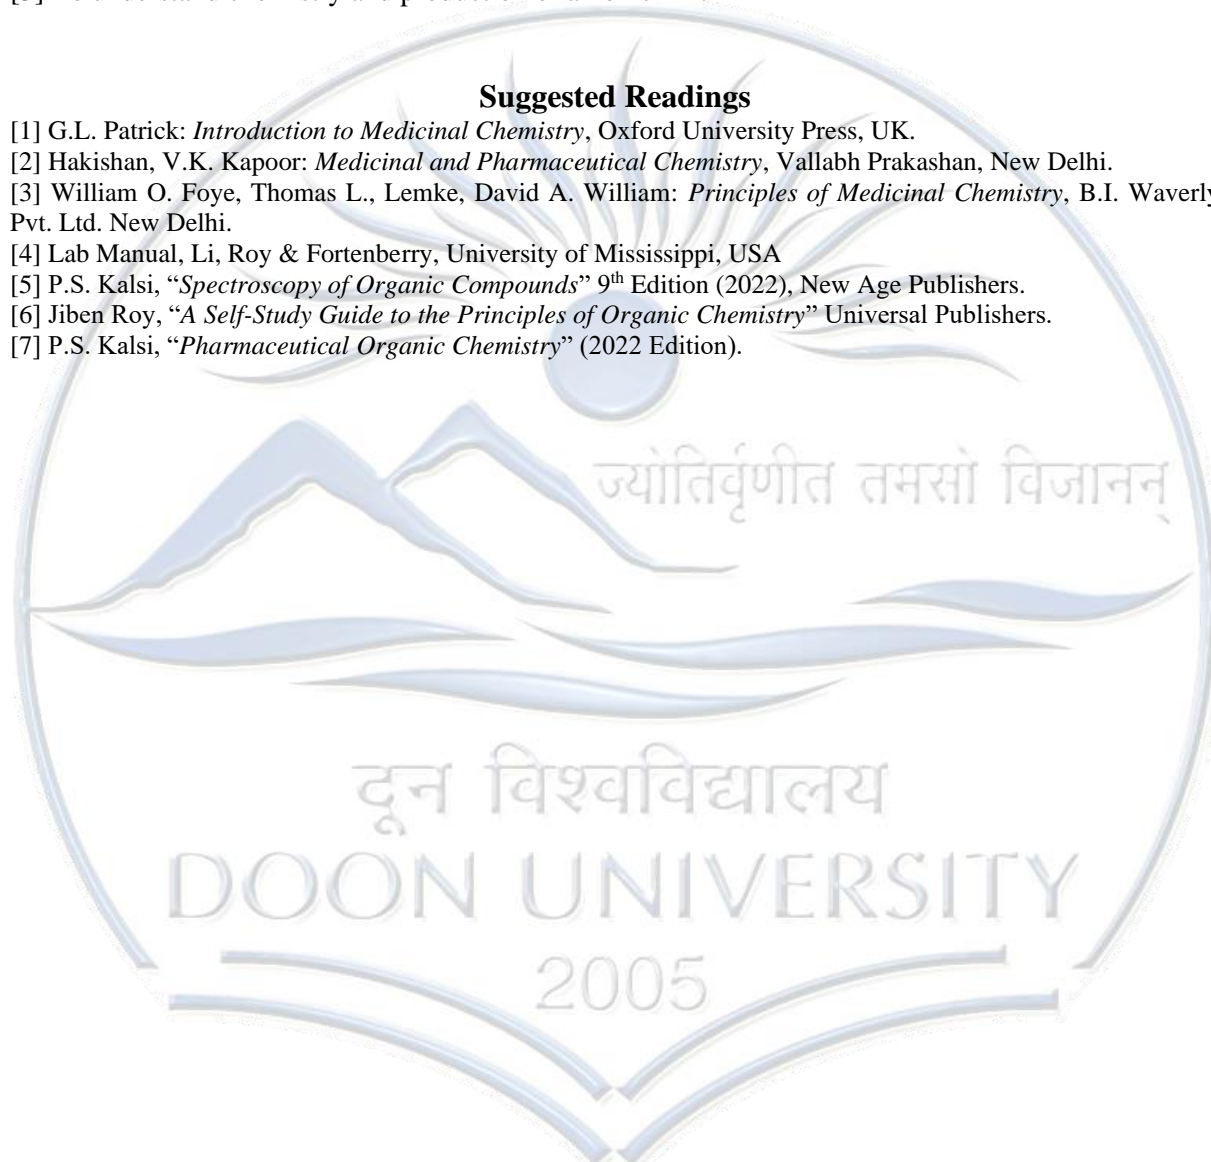 Suggested Readings
[1] G.L. Patrick: Introduction to Medicinal Chemistry, Oxford University Press, UK.
[2] Hakishan, V.K. Kapoor: Medicinal and Pharmaceutical Chemistry, Vallabh Prakashan, New Delhi.
[3] William O. Foye, Thomas L., Lemke, David A. William: Principles of Medicinal Chemistry, B.I. Waverly
Pvt. Ltd. New Delhi.
[4] Lab Manual, Li, Roy & Fortenberry, University of Mississippi, USA
[5] P.S. Kalsi, “Spectroscopy of Organic Compounds” 9th Edition (2022), New Age Publishers.
[6] Jiben Roy, “A Self-Study Guide to the Principles of Organic Chemistry” Universal Publishers.
[7] P.S. Kalsi, “Pharmaceutical Organic Chemistry” (2022 Edition).
ज्योतिर्वृणीत तमसो विजानन्
दून विश्वविद्यालय
DOON UNIVERSITY
2005